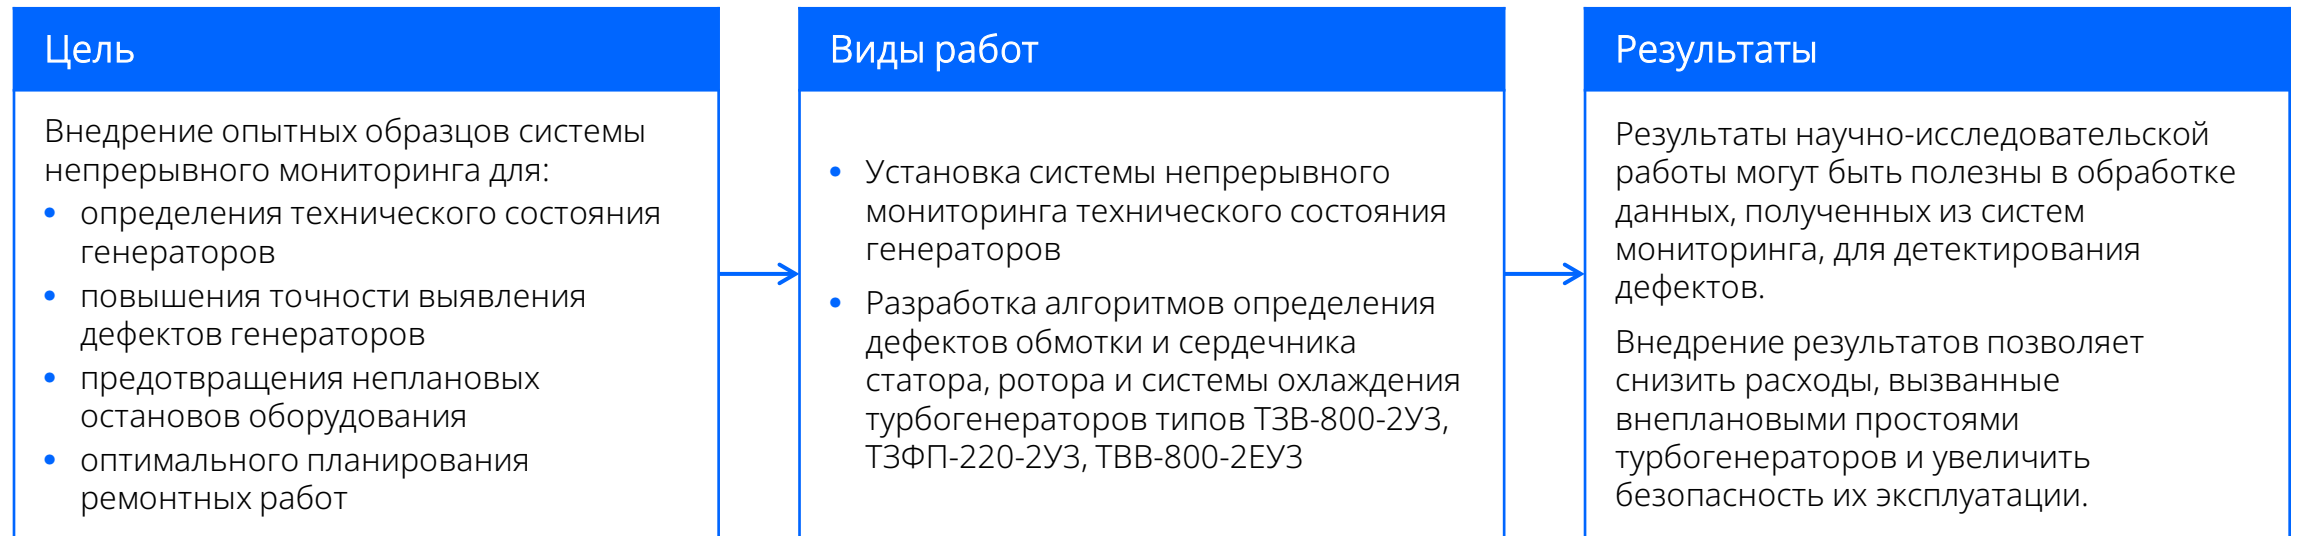 Цель
Внедрение опытных образцов системы
непрерывного мониторинга для:
• определения технического состояния
генераторов
• повышения точности выявления
дефектов генераторов
• предотвращения неплановых
остановов оборудования
• оптимального планирования
ремонтных работ
Виды работ
• Установка системы непрерывного
мониторинга технического состояния
генераторов
• Разработка алгоритмов определения
дефектов обмотки и сердечника
статора, ротора и системы охлаждения
турбогенераторов типов ТЗВ-800-2УЗ,
ТЗФП-220-2УЗ, ТВВ-800-2ЕУЗ
Результаты
Результаты научно-исследовательской
работы могут быть полезны в обработке
данных, полученных из систем
мониторинга, для детектирования
дефектов.
Внедрение результатов позволяет
снизить расходы, вызванные
внеплановыми простоями
турбогенераторов и увеличить
безопасность их эксплуатации.